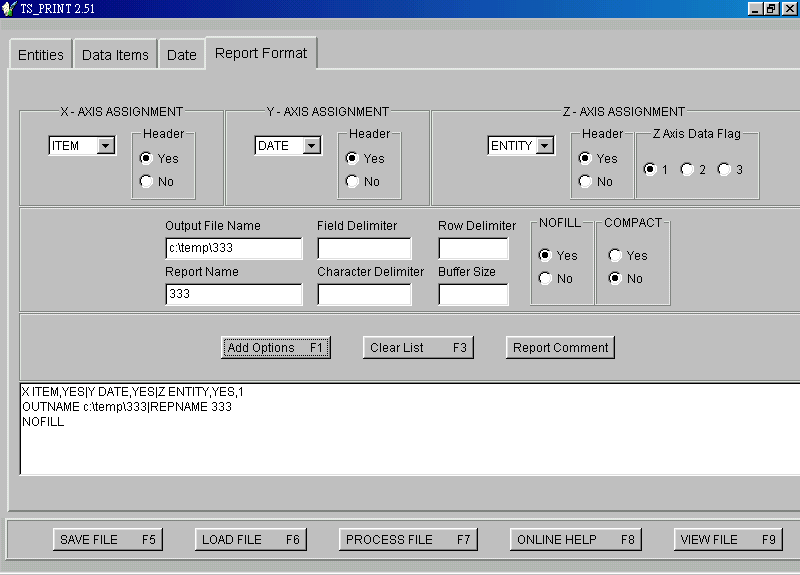 TS_PRINT 2.51
Entities Data Items Date Report Format
X - AXIS ASSIGNMENT Y - AXIS ASSIGNMENT Z - AXIS ASSIGNMENT
ITEM Header DATE Header ENTITY Header Z Axis Data Flag
Yes Yes Yes 1 2 3
No No No
Output File Name Field Delimiter Row Delimiter NOFILL COMPACT
c:\temp\333 Yes Yes
Report Name Character Delimiter Buffer Size No No
333
Add Options F1 Clear List F3 Report Comment
X ITEM,YES|Y DATE,YES|Z ENTITY,YES,1
OUTNAME c:\temp\333|REPNAME 333
NOFILL
SAVE FILE F5 LOAD FILE F6 PROCESS FILE F7 ONLINE HELP F8 VIEW FILE F9